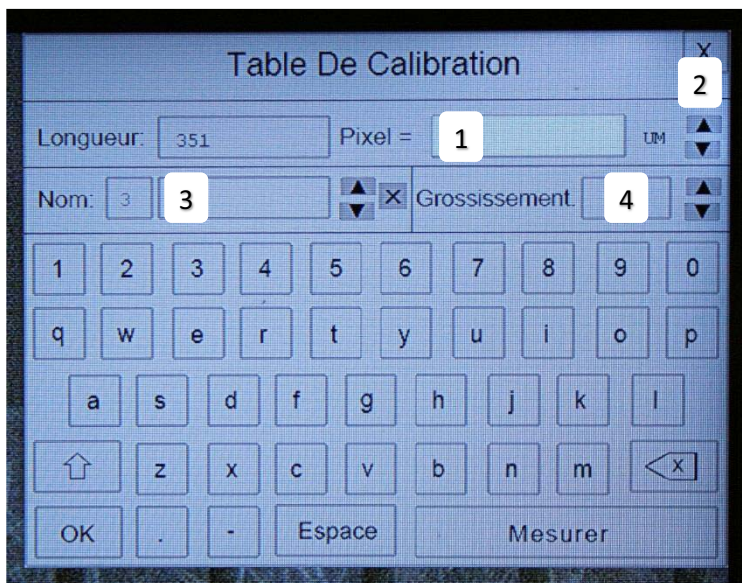 Table De Calibration X
2
Longueur: 351 Pixel = 1 UM
Nom: 3 3 X Grossissement. 4
1 2 3 4 5 6 7 8 9 0
q w e r t y u i o p
a s d f g h j k l
z x c v b n m X
OK . - Espace Mesurer